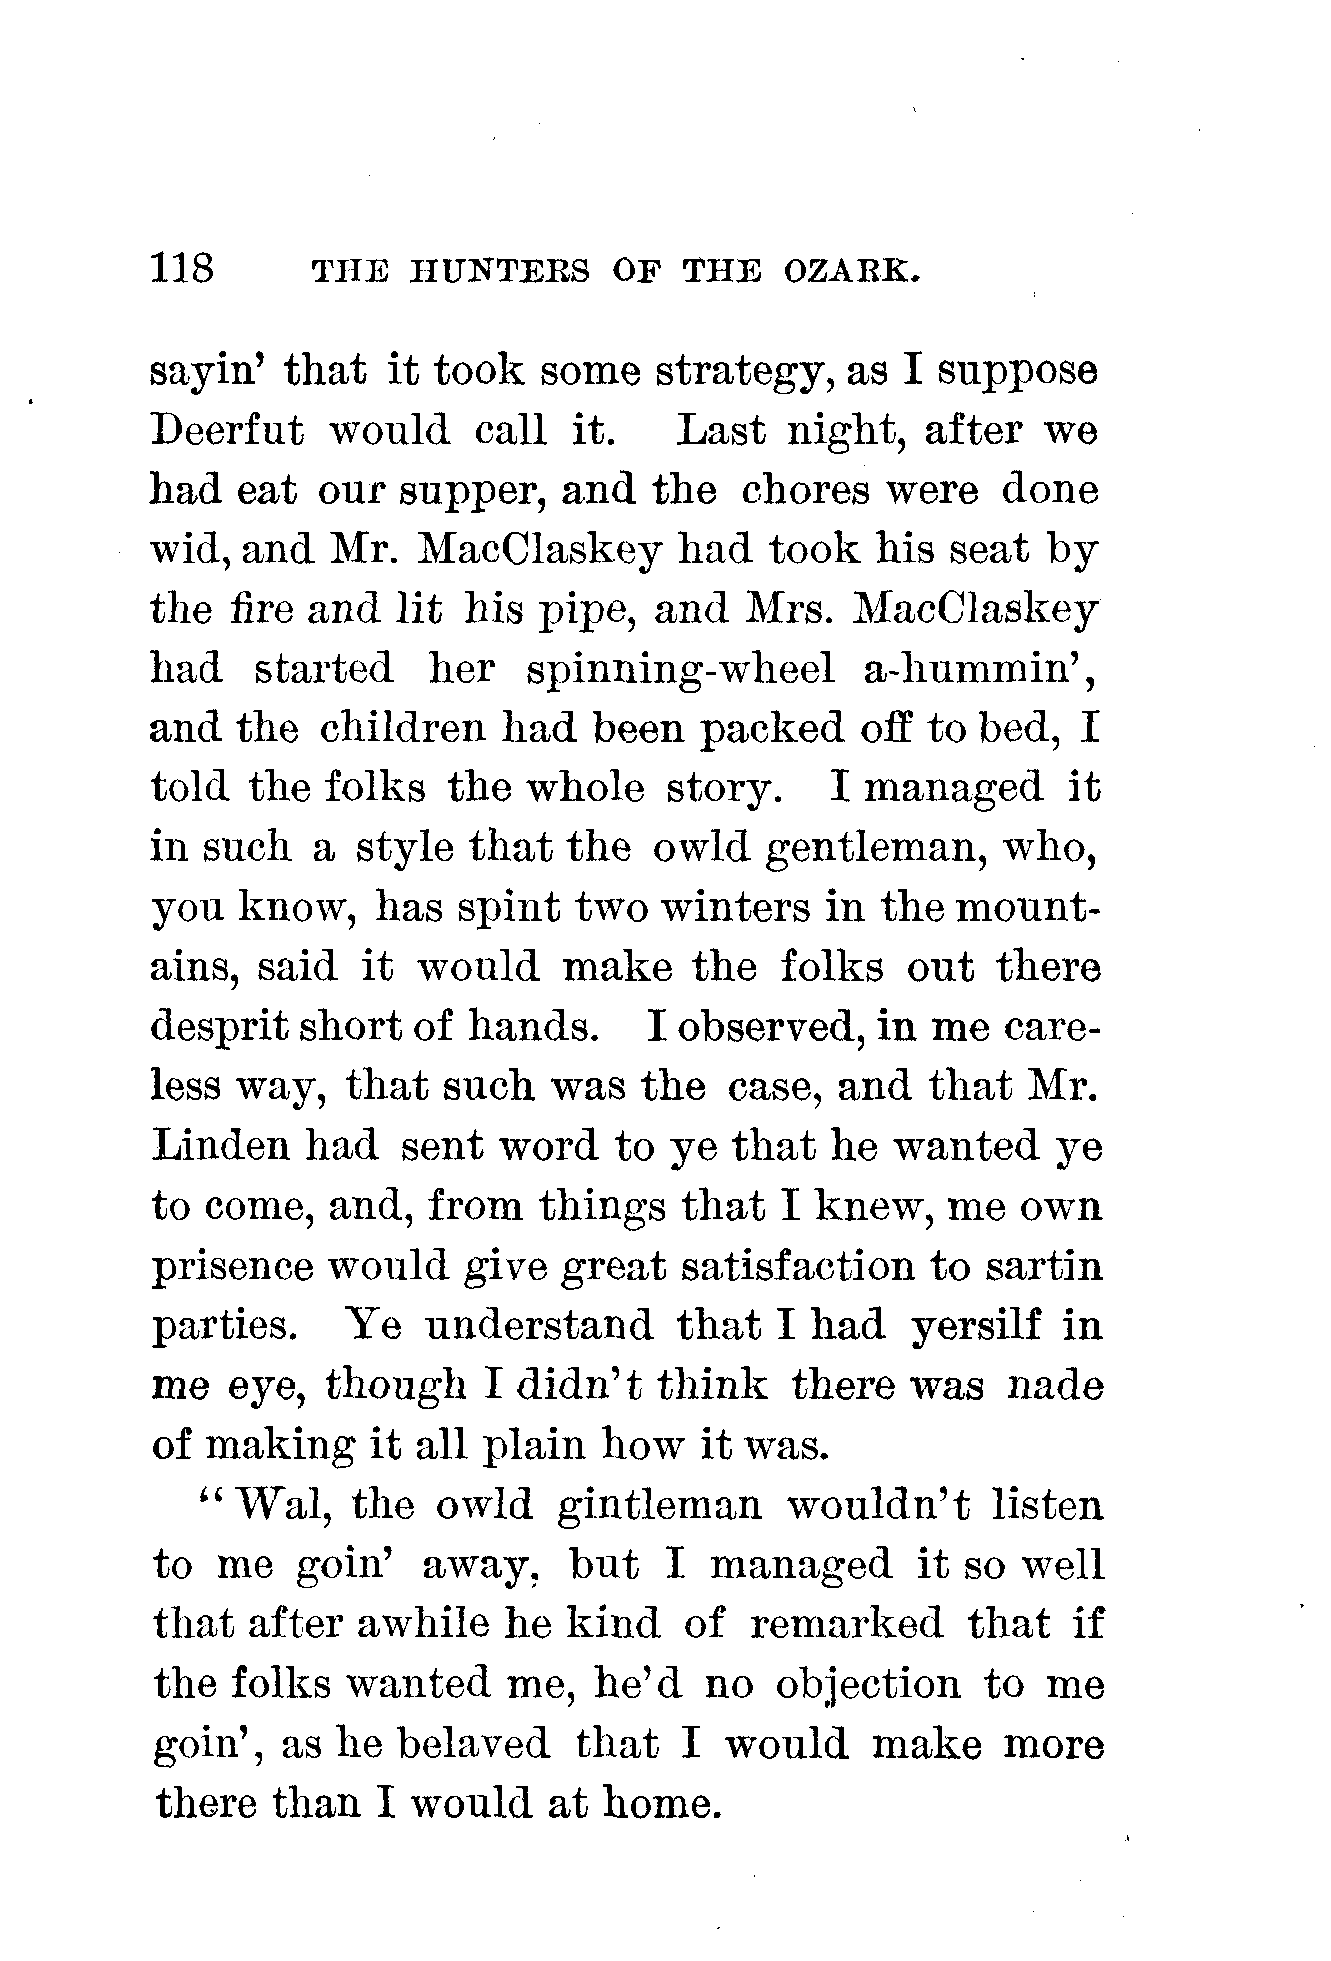 118 THE HUNTERS OF THE OZARK.
sayin' that it took some strategy, as I suppose
Deerfut would call it. Last night, after we
had eat our supper, and the chores were done
wid, and Mr. MacClaskey had took his seat by
the fire and lit his pipe, and Mrs. MacClaskey
had started her spinning-wheel a-hummin',
and the children had been packed off to bed, I
told the folks the whole story. I managed it
in such a style that the owld gentleman, who,
you know, has spint two winters in the mount-
ains, said it would make the folks out there
desprit short of hands. I observed, in me care-
less way, that such was the case, and that Mr.
Linden had sent word to ye that he wanted ye
to come, and, from things that I knew, me own
prisence would give great satisfaction to sartin
parties. Ye understand that I had yersilf in
me eye, though I didn't think there was nade
of making it all plain how it was.
"Wal, the owld gintleman wouldn't listen
to me goin' away, but I managed it so well
that after awhile he kind of remarked that if
the folks wanted me, he'd no objection to me
goin', as he belaved that I would make more
there than I would at home.